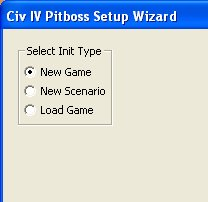 Civ IV Pitboss Setup Wizard
Select Init Type
New Game
New Scenario
Load Game